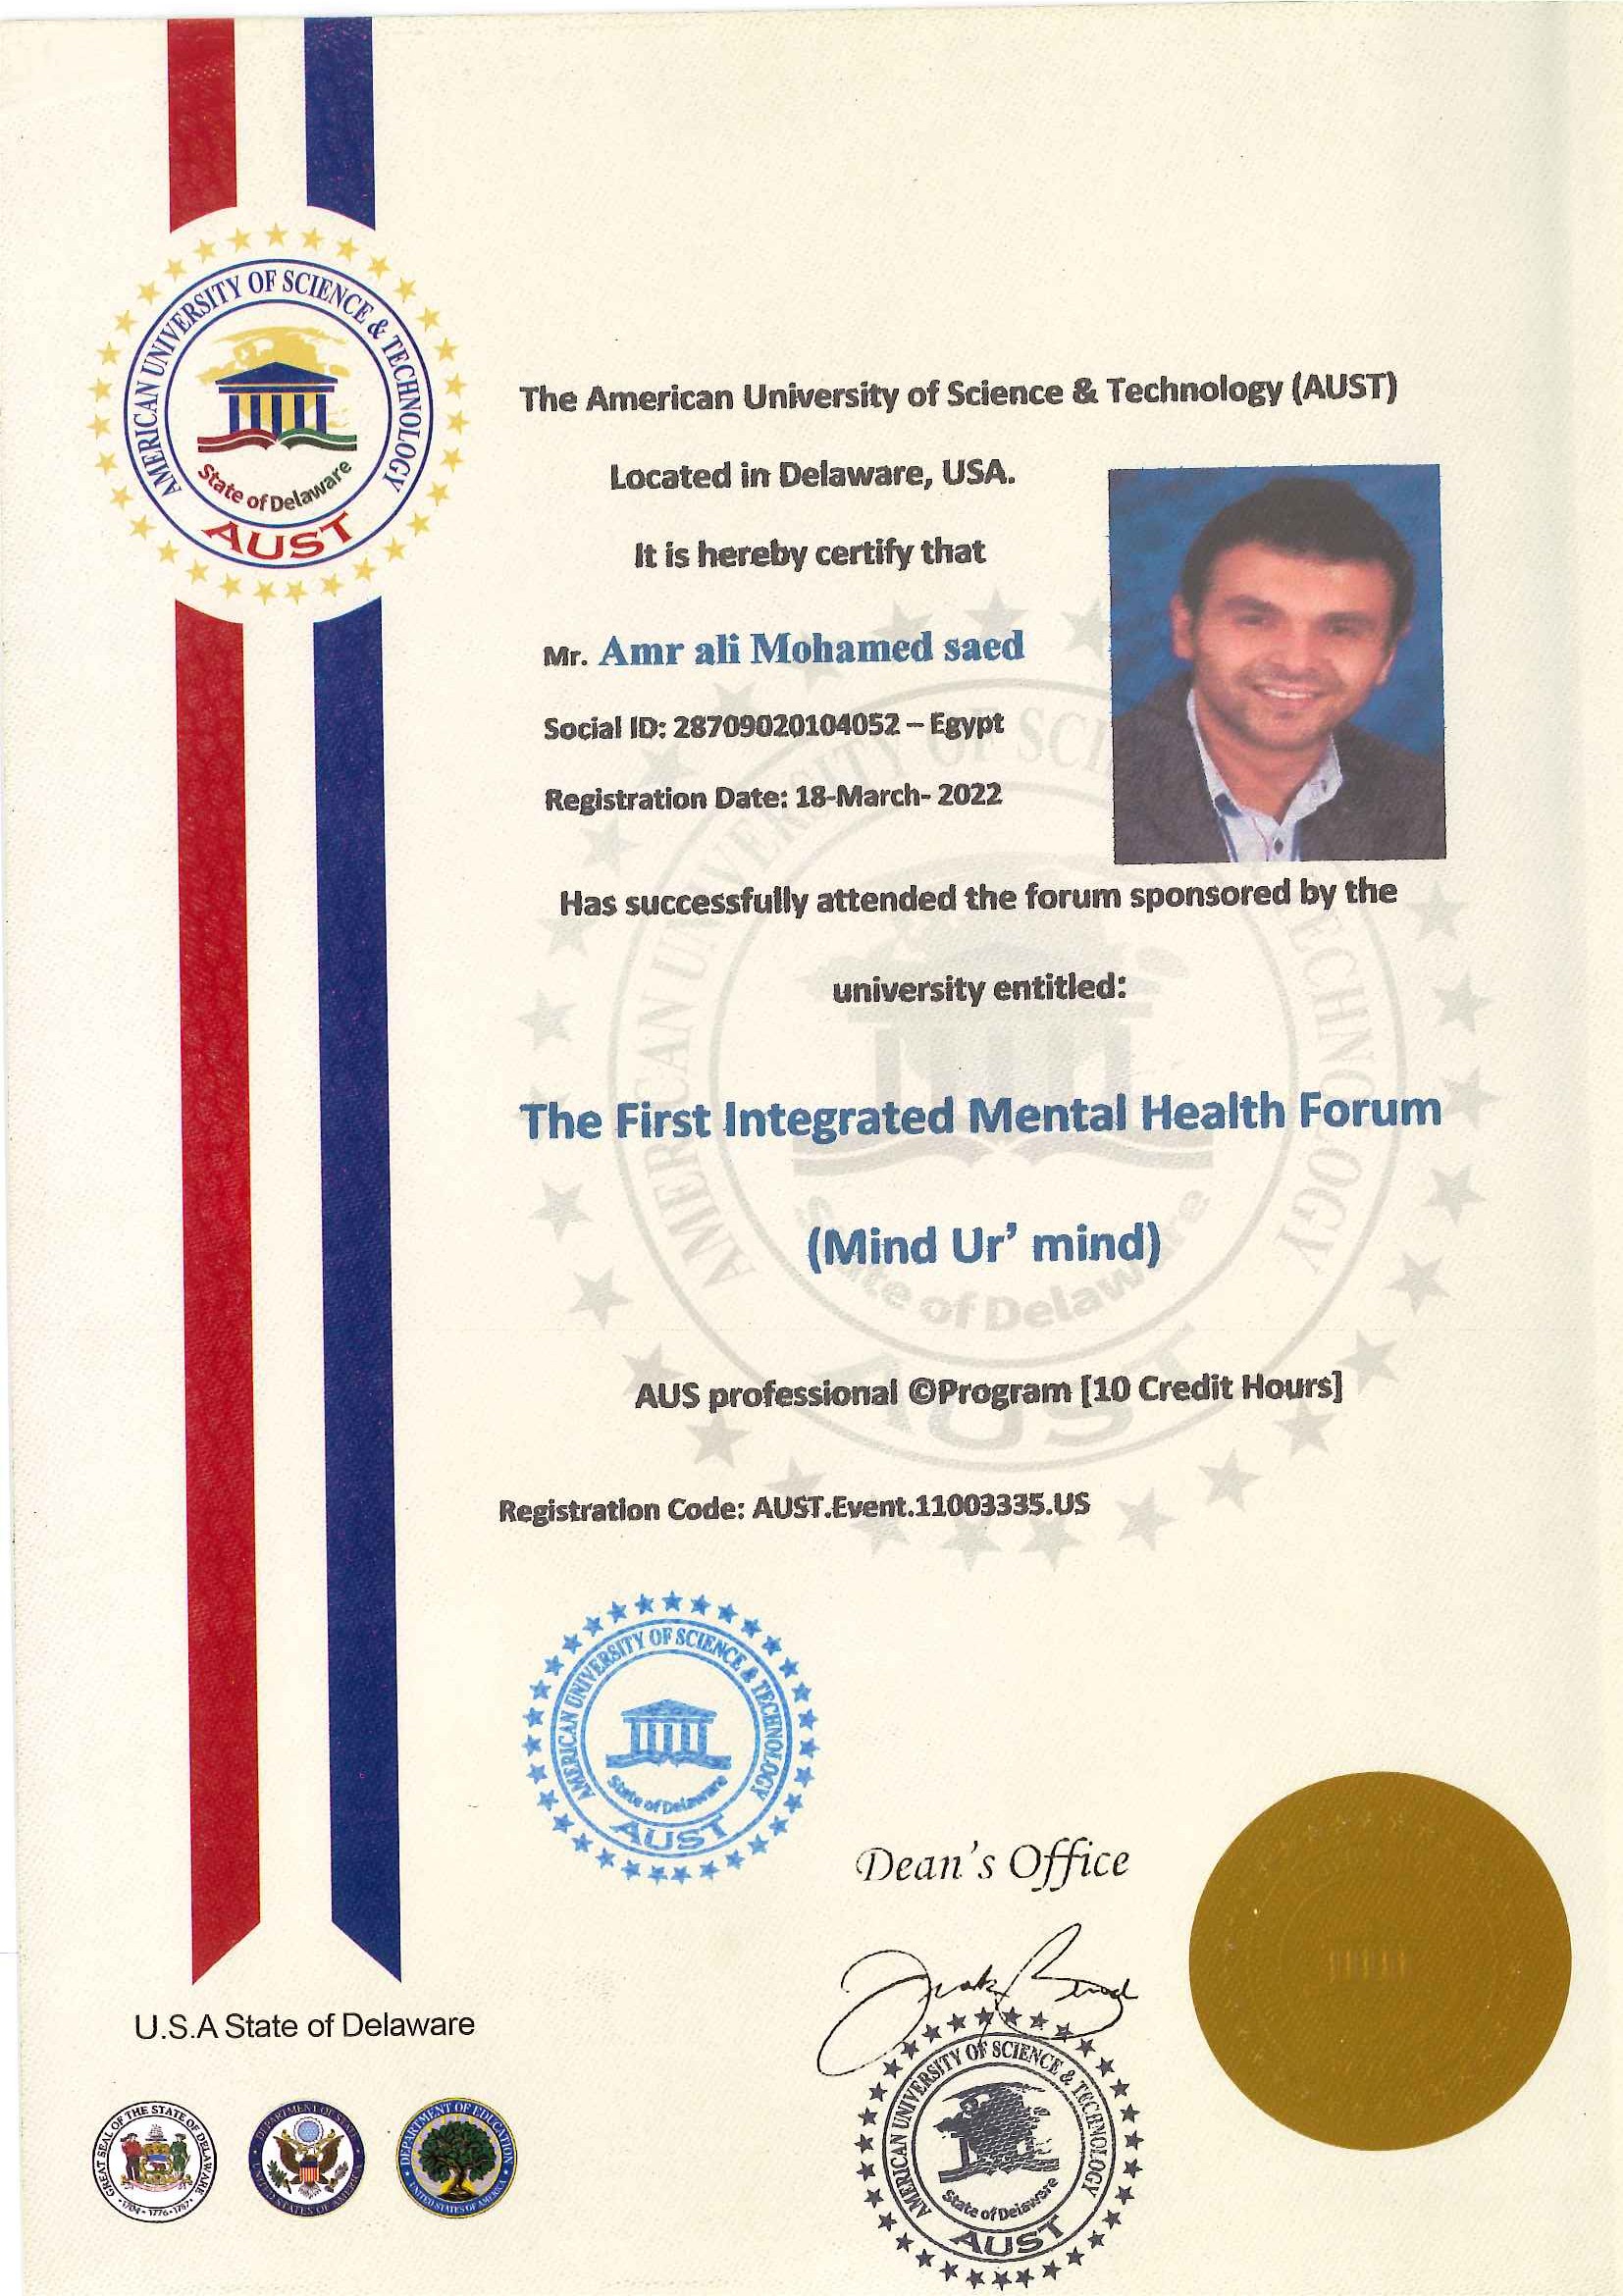 AMERICAN UNIVERSITY OF SCIENCE & TECHNOLOGY
State of Delaware
AUST
The American University of Science & Technology (AUST)
Located in Delaware, USA.
It is hereby certify that
Mr. Amr ali Mohamed saed
Social ID: 28709020104052 – Egypt
Registration Date: 18-March- 2022
Has successfully attended the forum sponsored by the
university entitled:
The First Integrated Mental Health Forum
(Mind Ur’ mind)
AUS professional ©Program [10 Credit Hours]
Registration Code: AUST.Event.11003335.US
AMERICAN UNIVERSITY OF SCIENCE & TECHNOLOGY
State of Delaware
AUST
Dean's Office
U.S.A State of Delaware
GREAT SEAL OF THE STATE OF DELAWARE
1776
DEPARTMENT OF STATE
UNITED STATES OF AMERICA
DEPARTMENT OF EDUCATION
UNITED STATES OF AMERICA
AMERICAN UNIVERSITY OF SCIENCE & TECHNOLOGY
State of Delaware
AUST